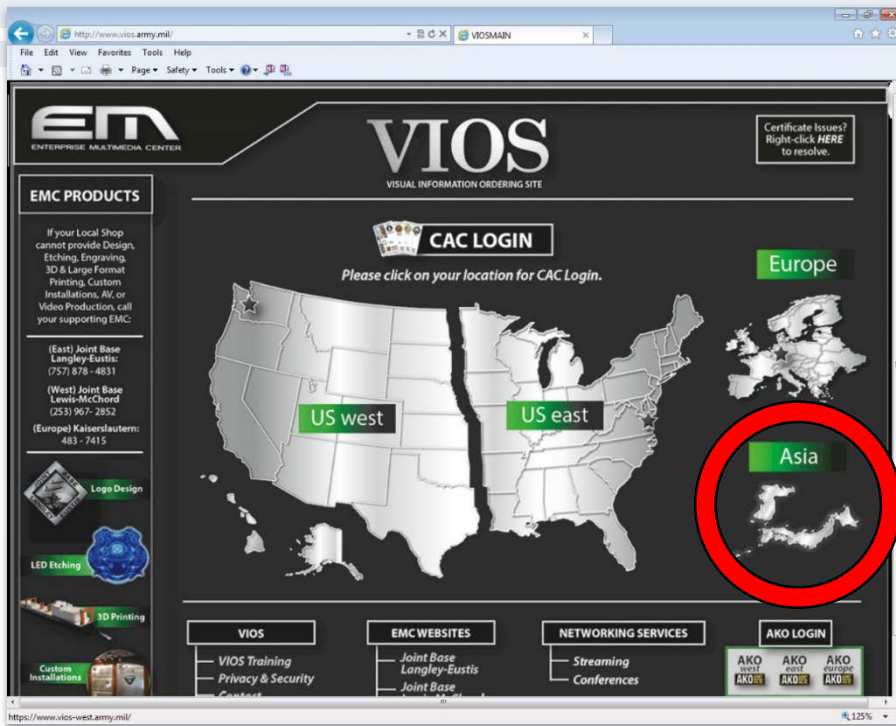 http://www.vios.army.mil/
VIOSMAIN
File Edit View Favorites Tools Help
Page Safety Tools
EM
ENTERPRISE MULTIMEDIA CENTER
VIOS
VISUAL INFORMATION ORDERING SITE
Certificate Issues?
Right-click HERE
to resolve.
EMC PRODUCTS
If your Local Shop
cannot provide Design,
Etching, Engraving,
3D & Large Format
Printing, Custom
Installations, AV, or
Video Production, call
your supporting EMC:
(East) Joint Base
Langley-Eustis:
(757) 878 - 4831
(West) Joint Base
Lewis-McChord
(253) 967- 2852
(Europe) Kaiserslautern:
483 - 7415
Logo Design
LED Etching
3D Printing
Custom
Installations
CAC LOGIN
Please click on your location for CAC Login.
US west
US east
Europe
Asia
VIOS
VIOS Training
Privacy & Security
EMC WEBSITES
Joint Base
Langley-Eustis
Joint Base
NETWORKING SERVICES
Streaming
Conferences
AKO LOGIN
AKO
west
AKO
AKO
east
AKO
AKO
europe
AKO
https://www.vios-west.army.mil/
125%